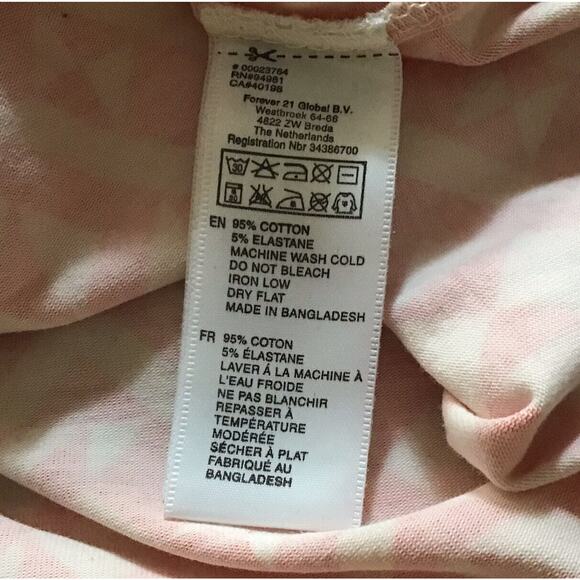 # 00023764
RN#94981
CA#40198
Forever 21 Global B.V.
Westbroek 64-66
4822 ZW Breda
The Netherlands
Registration Nbr 34386700
30
EN 95% COTTON
5% ELASTANE
MACHINE WASH COLD
DO NOT BLEACH
IRON LOW
DRY FLAT
MADE IN BANGLADESH
FR 95% COTON
5% ÉLASTANE
LAVER Á LA MACHINE À
L'EAU FROIDE
NE PAS BLANCHIR
REPASSER À
TEMPÉRATURE
MODÉRÉE
SÉCHER À PLAT
FABRIQUÉ AU
BANGLADESH